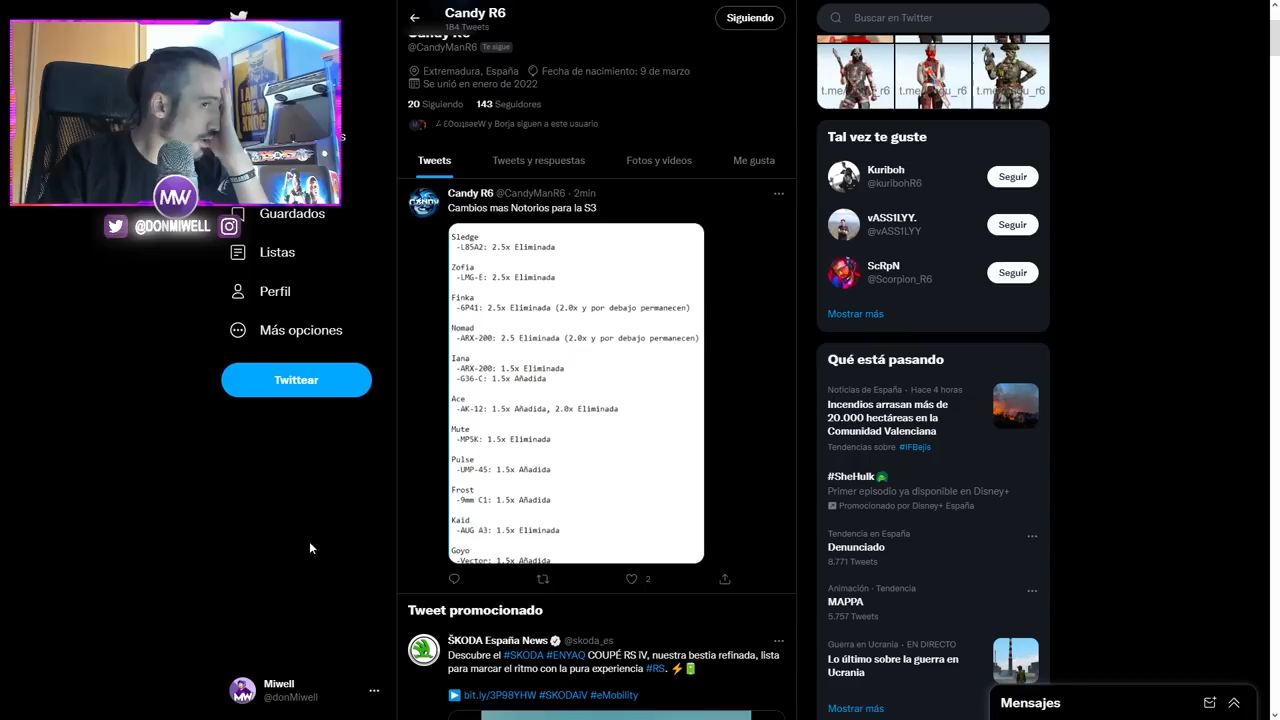 MW
@DONMIWELL
Guardados
Listas
Perfil
Más opciones
Twittear
Miwell
@donMiwell
Candy R6
184 Tweets
Siguiendo
@CandyManR6 Te sigue
Extremadura, España Fecha de nacimiento: 9 de marzo
Se unió en enero de 2022
20 Siguiendo 143 Seguidores
y Borja siguen a este usuario
Tweets Tweets y respuestas Fotos y videos Me gusta
Candy R6 @CandyManR6 · 2min
Cambios mas Notorios para la S3
Sledge
-L85A2: 2.5x Eliminada
Zofia
-LMG-E: 2.5x Eliminada
Finka
-6P41: 2.5x Eliminada (2.0x y por debajo permanecen)
Nomad
-ARX-200: 2.5 Eliminada (2.0x y por debajo permanecen)
Iana
-ARX-200: 1.5x Eliminada
-G36-C: 1.5x Añadida
Ace
-AK-12: 1.5x Añadida, 2.0x Eliminada
Mute
-MP5K: 1.5x Eliminada
Pulse
-UMP-45: 1.5x Añadida
Frost
-9mm C1: 1.5x Añadida
Kaid
-AUG A3: 1.5x Eliminada
Goyo
-Vector: 1.5x Añadida
2
Tweet promocionado
ŠKODA España News @skoda_es
Descubre el #SKODA #ENYAQ COUPÉ RS iV, nuestra bestia refinada, lista
para marcar el ritmo con la pura experiencia #RS.
bit.ly/3P98YHW #SKODAiV #eMobility
Buscar en Twitter
Tal vez te guste
Kuriboh
@kuribohR6
Seguir
vASS1LYY.
@vASS1LYY
Seguir
ScRpN
@Scorpion_R6
Seguir
Mostrar más
Qué está pasando
Noticias de España · Hace 4 horas
Incendios arrasan más de
20.000 hectáreas en la
Comunidad Valenciana
Tendencias sobre #IFBejis
#SheHulk
Primer episodio ya disponible en Disney+
Promocionado por Disney+ España
Tendencia en España
Denunciado
8.771 Tweets
Animación · Tendencia
MAPPA
5.757 Tweets
Guerra en Ucrania · EN DIRECTO
Lo último sobre la guerra en
Ucrania
Mostrar más
Mensajes